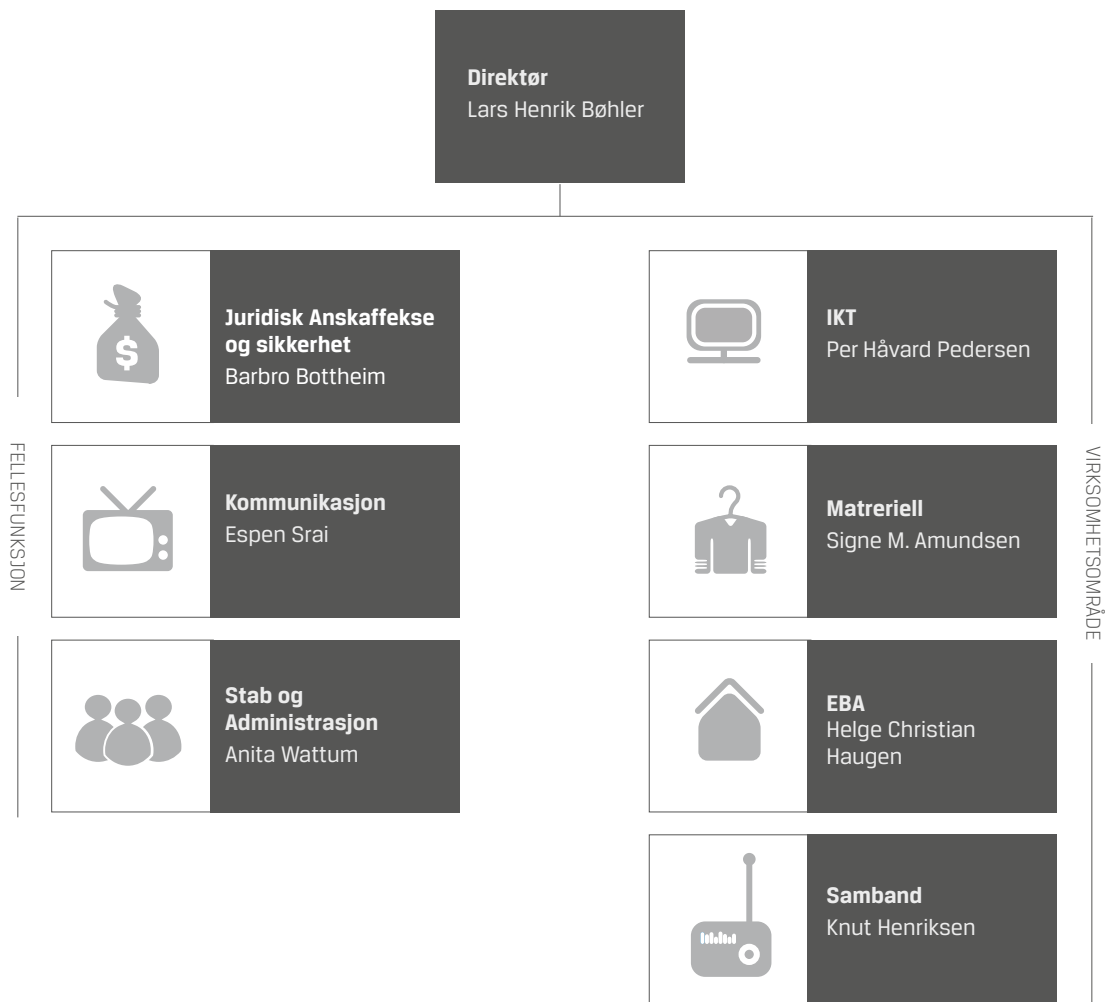 Direktør
Lars Henrik Bøhler
FELLESFUNKSJON
Juridisk Anskaffekse
og sikkerhet
Barbro Bottheim
$
Kommunikasjon
Espen Srai
Stab og
Administrasjon
Anita Wattum
VIRKSOMHETSOMRÅDE
IKT
Per Håvard Pedersen
Matreriell
Signe M. Amundsen
EBA
Helge Christian
Haugen
Samband
Knut Henriksen